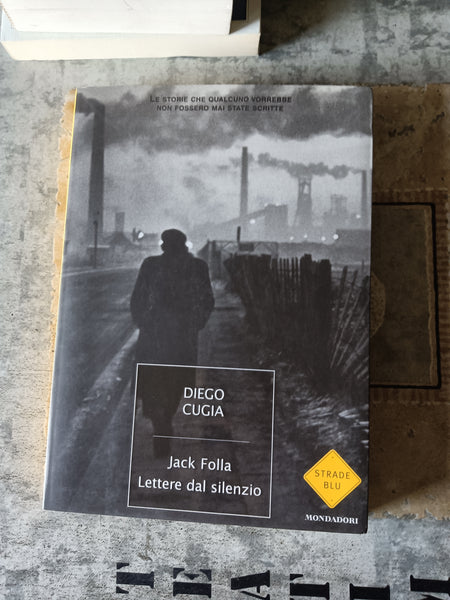 LE STORIE CHE QUALCUNO VORREBBE
NON FOSSERO MAI STATE SCRITTE
DIEGO
CUGIA
Jack Folla
Lettere dal silenzio
STRADE
BLU
MONDADORI